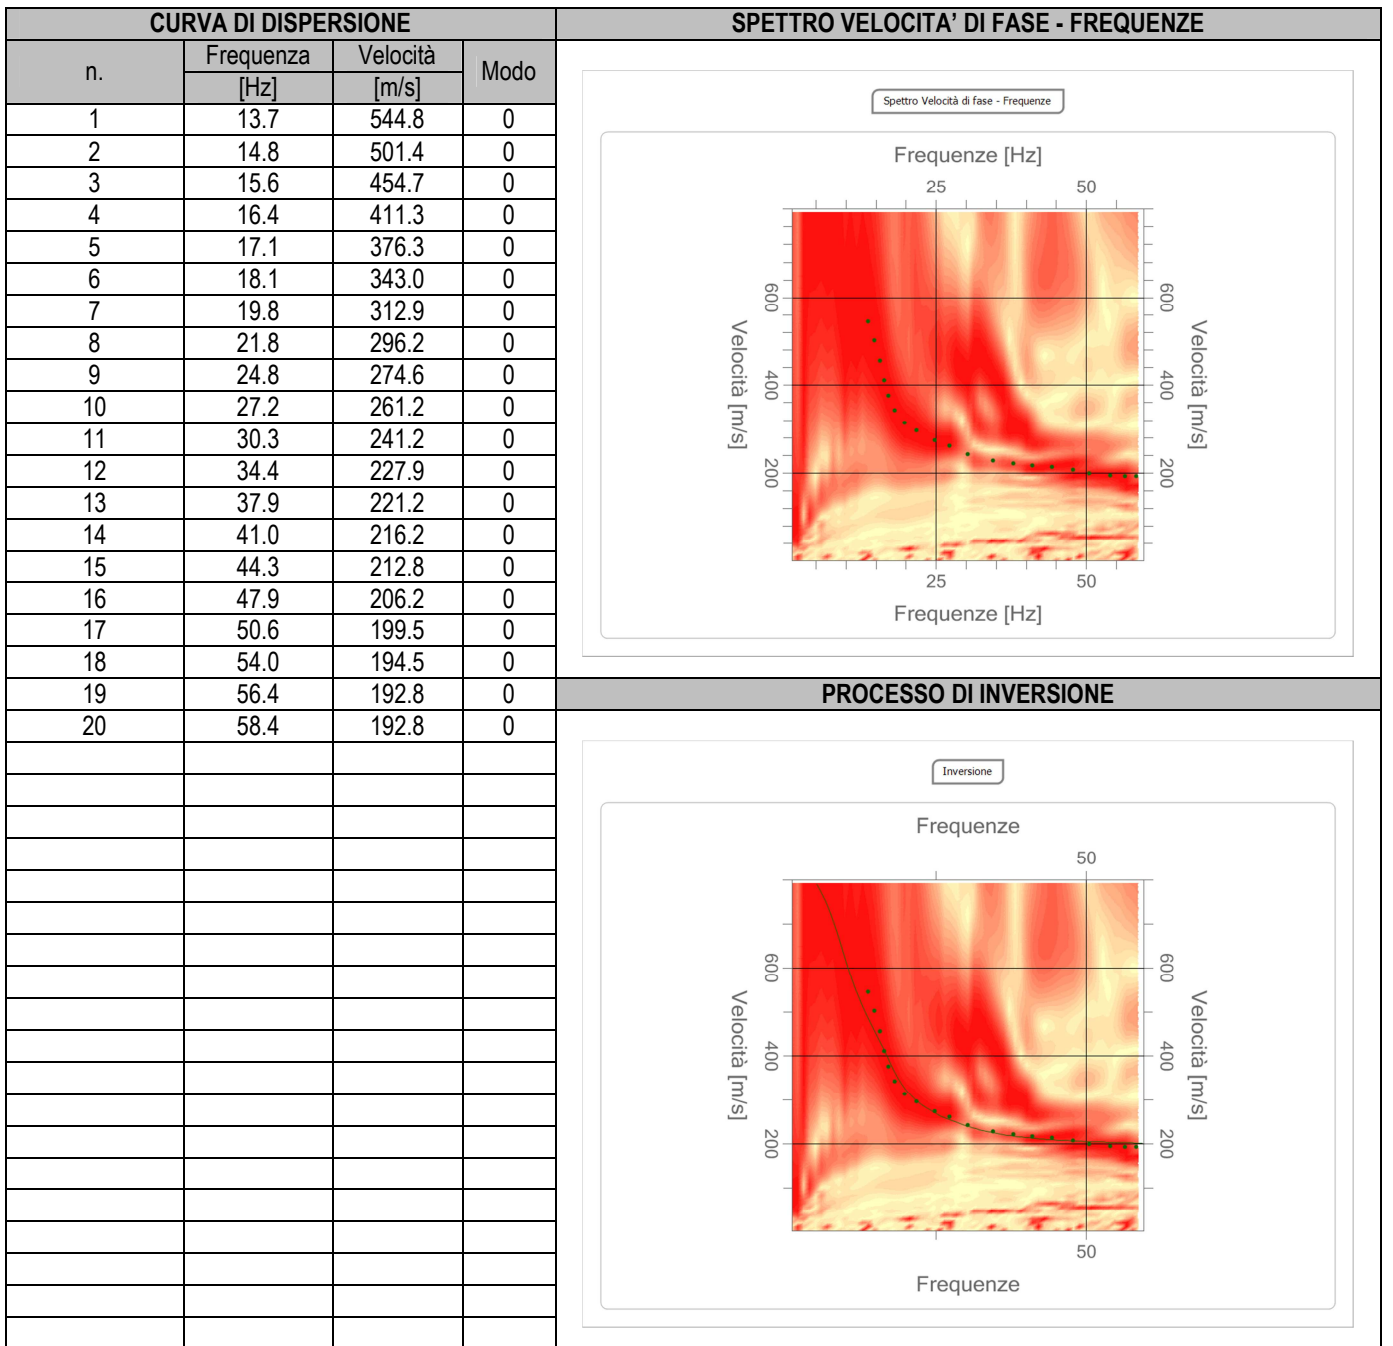 CURVA DI DISPERSIONE
n. Frequenza [Hz] Velocità [m/s] Modo
1 13.7 544.8 0
2 14.8 501.4 0
3 15.6 454.7 0
4 16.4 411.3 0
5 17.1 376.3 0
6 18.1 343.0 0
7 19.8 312.9 0
8 21.8 296.2 0
9 24.8 274.6 0
10 27.2 261.2 0
11 30.3 241.2 0
12 34.4 227.9 0
13 37.9 221.2 0
14 41.0 216.2 0
15 44.3 212.8 0
16 47.9 206.2 0
17 50.6 199.5 0
18 54.0 194.5 0
19 56.4 192.8 0
20 58.4 192.8 0
SPETTRO VELOCITA' DI FASE - FREQUENZE
Spettro Velocità di fase - Frequenze
Frequenze [Hz]
25 50
600 600
Velocità [m/s] Velocità [m/s]
400 400
200 200
25 50
Frequenze [Hz]
PROCESSO DI INVERSIONE
Inversione
Frequenze
50
600 600
Velocità [m/s] Velocità [m/s]
400 400
200 200
50
Frequenze